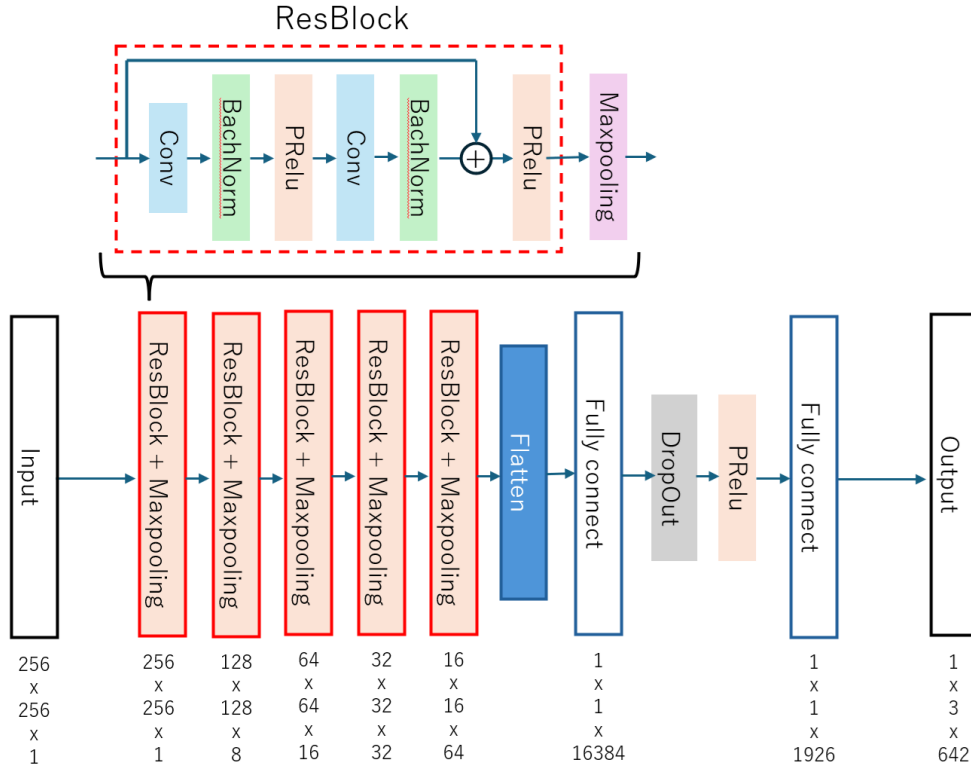 ResBlock
Conv
BachNorm
PRelu
Conv
BachNorm
+
PRelu
Maxpooling
Input
ResBlock + Maxpooling
ResBlock + Maxpooling
ResBlock + Maxpooling
ResBlock + Maxpooling
ResBlock + Maxpooling
Flatten
Fully connect
DropOut
PRelu
Fully connect
Output
256 256 128 64 32 16 1 1 1
x x x x x x x x x
256 256 128 64 32 16 1 1 3
x x x x x x x x x
1 1 8 16 32 64 16384 1926 642